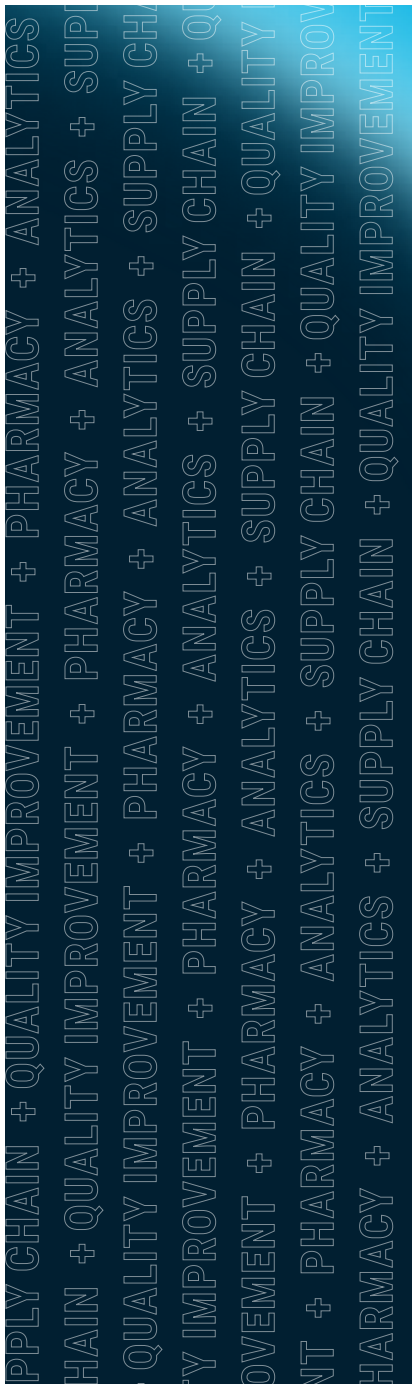 PPLY CHAIN + QUALITY IMPROVEMENT + PHARMACY + ANALYTICS
HAIN + QUALITY IMPROVEMENT + PHARMACY + ANALYTICS + SUPP
QUALITY IMPROVEMENT + PHARMACY + ANALYTICS + SUPPLY CHA
TY IMPROVEMENT + PHARMACY + ANALYTICS + SUPPLY CHAIN + QU
OVEMENT + PHARMACY + ANALYTICS + SUPPLY CHAIN + QUALITY
NT + PHARMACY + ANALYTICS + SUPPLY CHAIN + QUALITY IMPROV
HARMACY + ANALYTICS + SUPPLY CHAIN + QUALITY IMPROVEMENT